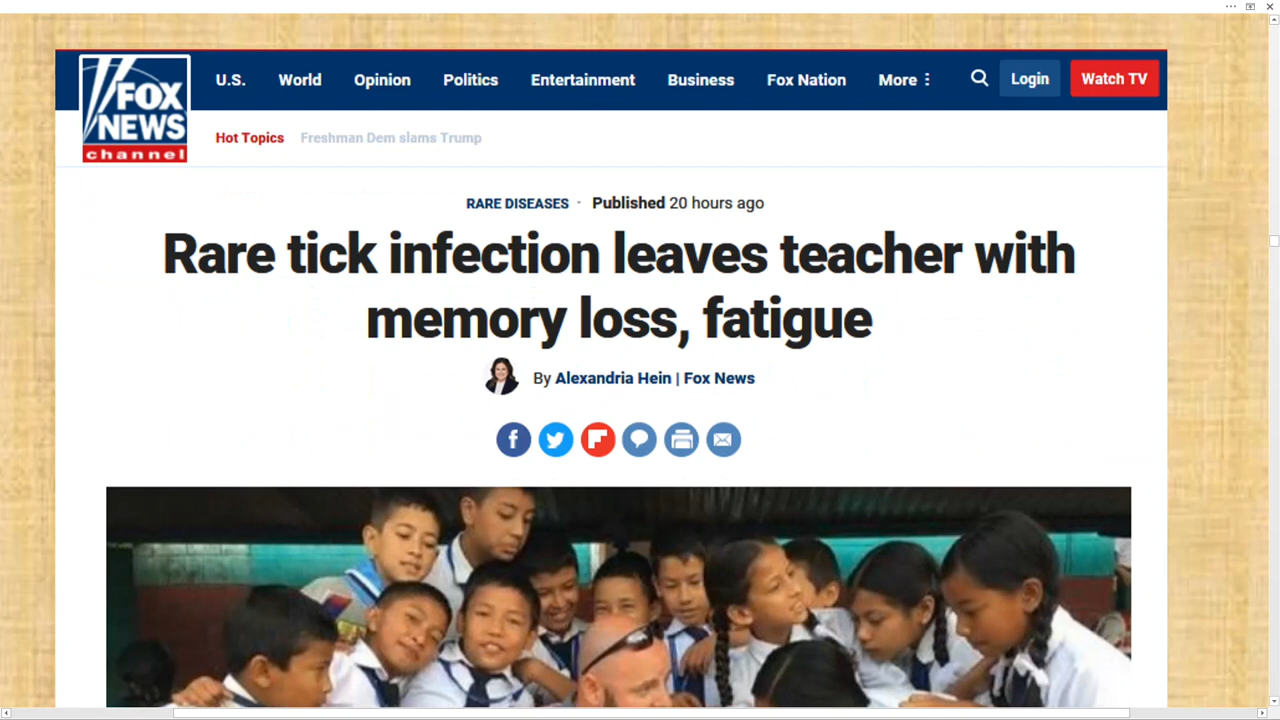 FOX
NEWS
channel
U.S. World Opinion Politics Entertainment Business Fox Nation More Login Watch TV
Hot Topics Freshman Dem slams Trump
RARE DISEASES - Published 20 hours ago
Rare tick infection leaves teacher with
memory loss, fatigue
By Alexandria Hein | Fox News